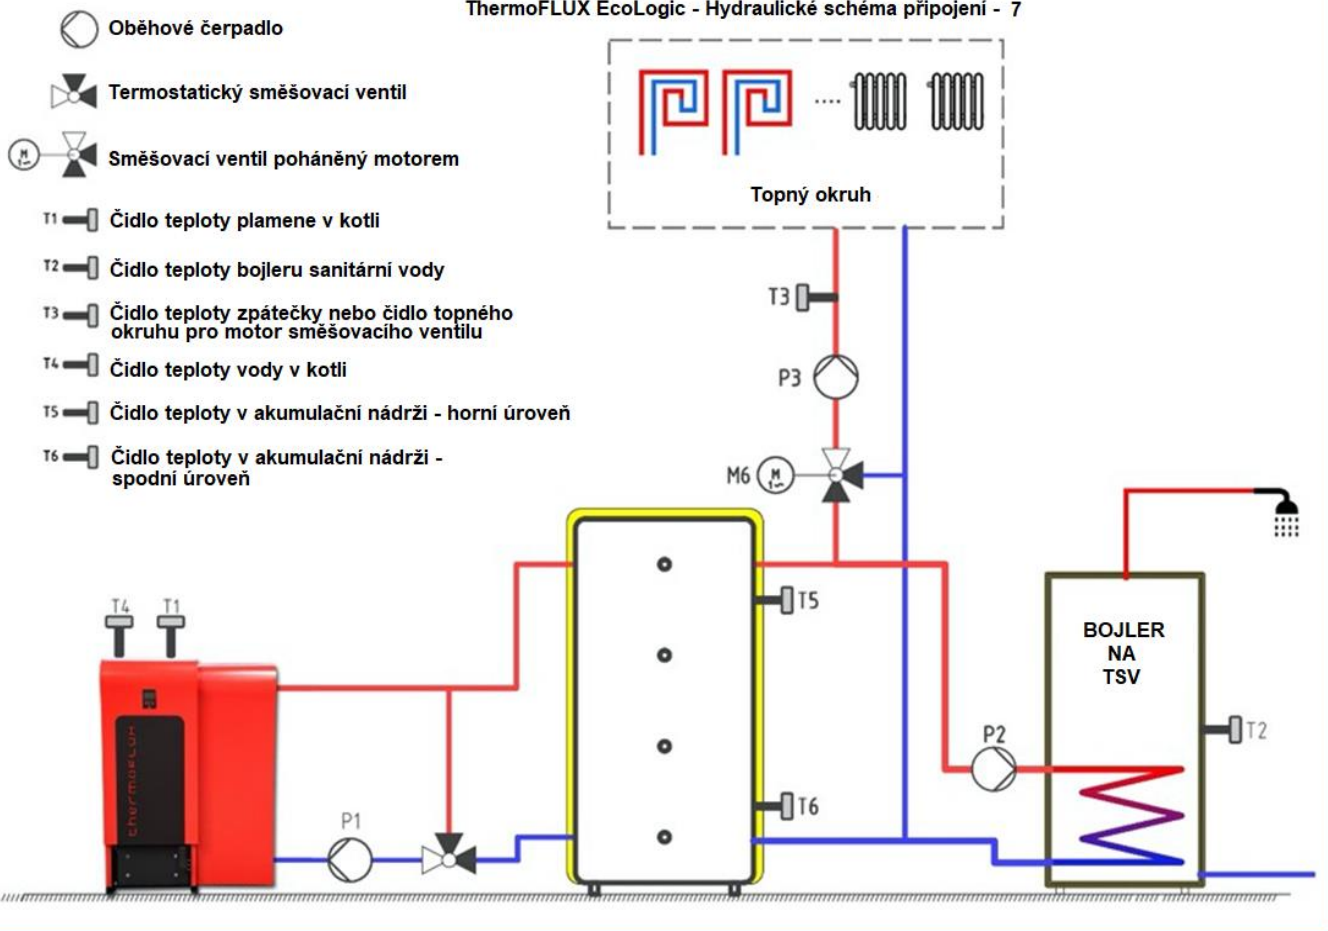 ThermoFLUX EcoLogic - Hydraulické schéma připojení - 7
Oběhové čerpadlo
Termostatický směšovací ventil
M
1~
Směšovací ventil poháněný motorem
T1 Čidlo teploty plamene v kotli
T2 Čidlo teploty bojleru sanitární vody
T3 Čidlo teploty zpátečky nebo čidlo topného
okruhu pro motor směšovacího ventilu
T4 Čidlo teploty vody v kotli
T5 Čidlo teploty v akumulační nádrži - horní úroveň
T6 Čidlo teploty v akumulační nádrži -
spodní úroveň
....
Topný okruh
T3
P3
M6
M
1~
T5
T6
T4 T1
thermoFLUX
P1
P2
BOJLER
NA
TSV
T2